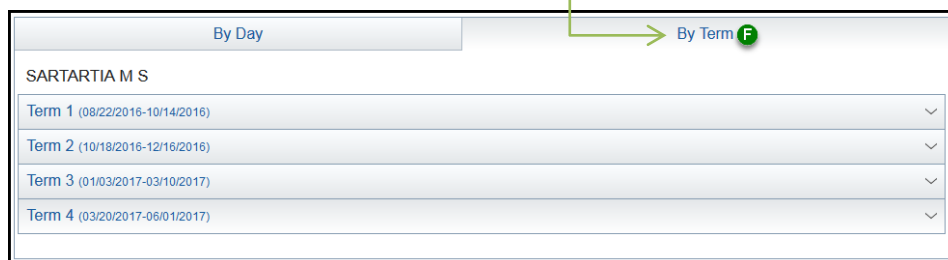 By Day
By Term F
SARTARTIA M S
Term 1 (08/22/2016-10/14/2016)
Term 2 (10/18/2016-12/16/2016)
Term 3 (01/03/2017-03/10/2017)
Term 4 (03/20/2017-06/01/2017)